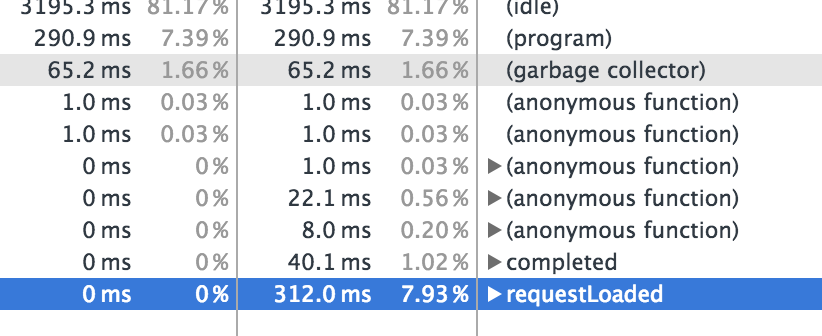 3195.3 ms 81.17% 3195.3 ms 81.17% (idle)
290.9 ms 7.39% 290.9 ms 7.39% (program)
65.2 ms 1.66% 65.2 ms 1.66% (garbage collector)
1.0 ms 0.03% 1.0 ms 0.03% (anonymous function)
1.0 ms 0.03% 1.0 ms 0.03% (anonymous function)
0 ms 0% 1.0 ms 0.03% ▶ (anonymous function)
0 ms 0% 22.1 ms 0.56% ▶ (anonymous function)
0 ms 0% 8.0 ms 0.20% ▶ (anonymous function)
0 ms 0% 40.1 ms 1.02% ▶ completed
0 ms 0% 312.0 ms 7.93% ▶ requestLoaded